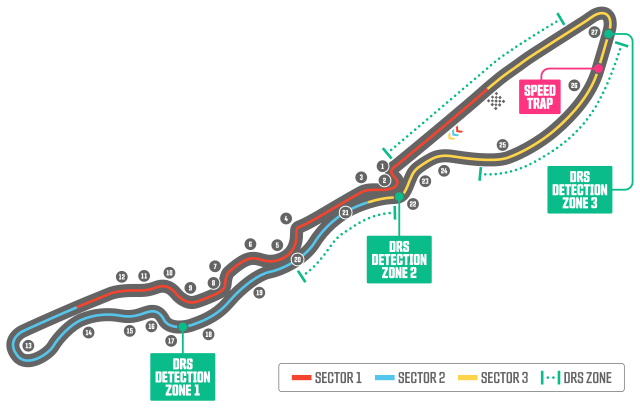 27
SPEED
TRAP
26
25
1
2
3
23
24
DRS
DETECTION
ZONE 3
22
21
4
DRS
DETECTION
ZONE 2
6
5
20
7
8
19
12
11
10
9
14
15
16
17
18
13
DRS
DETECTION
ZONE 1
SECTOR 1 SECTOR 2 SECTOR 3 DRS ZONE